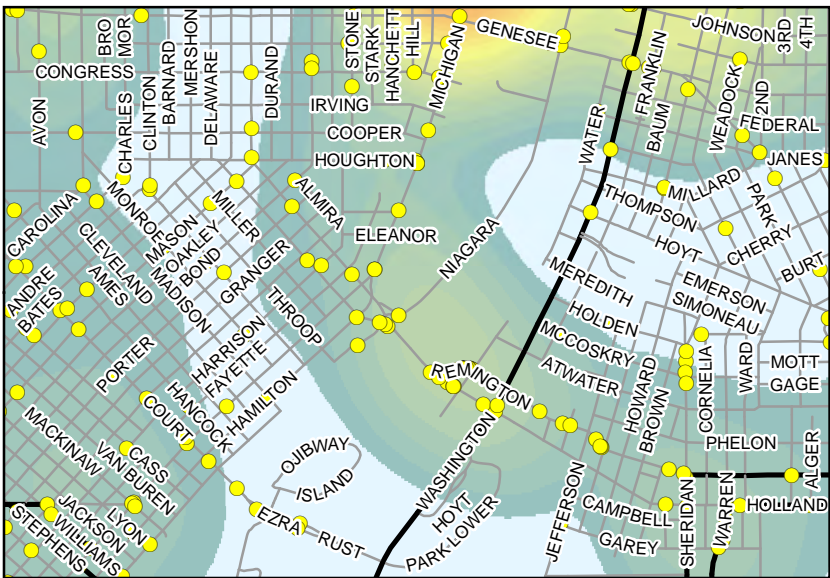 BRO
MOR
CONGRESS
AVON
CHARLES
CLINTON
BARNARD
MERSHON
DELAWARE
DURAND
STONE
STARK
HANCHETT
HILL
MICHIGAN
GENESEE
IRVING
COOPER
HOUGHTON
WATER
FRANKLIN
BAUM
JOHNSON
3RD
4TH
WEADOCK
2ND
FEDERAL
JANES
CAROLINA
MONROE
MASON
OAKLEY
BOND
MILLER
ALMIRA
ELEANOR
NIAGARA
THOMPSON
MILLARD
PARK
HOYT
CHERRY
BURT
CLEVELAND
AMES
ANDRE
BATES
MADISON
GRANGER
THROOP
MEREDITH
EMERSON
SIMONEAU
HOLDEN
MCCOSKRY
ATWATER
PORTER
HARRISON
FAYETTE
HAMILTON
HANCOCK
COURT
REMINGTON
HOWARD
BROWN
CORNELIA
WARD
MOTT
GAGE
MACKINAW
CASS
VAN BUREN
LYON
JACKSON
WILLIAMS
STEPHENS
OJIBWAY
ISLAND
EZRA RUST
WASHINGTON
HOYT
PARK LOWER
JEFFERSON
PHELON
ALGER
CAMPBELL
GAREY
SHERIDAN
WARREN
HOLLAND